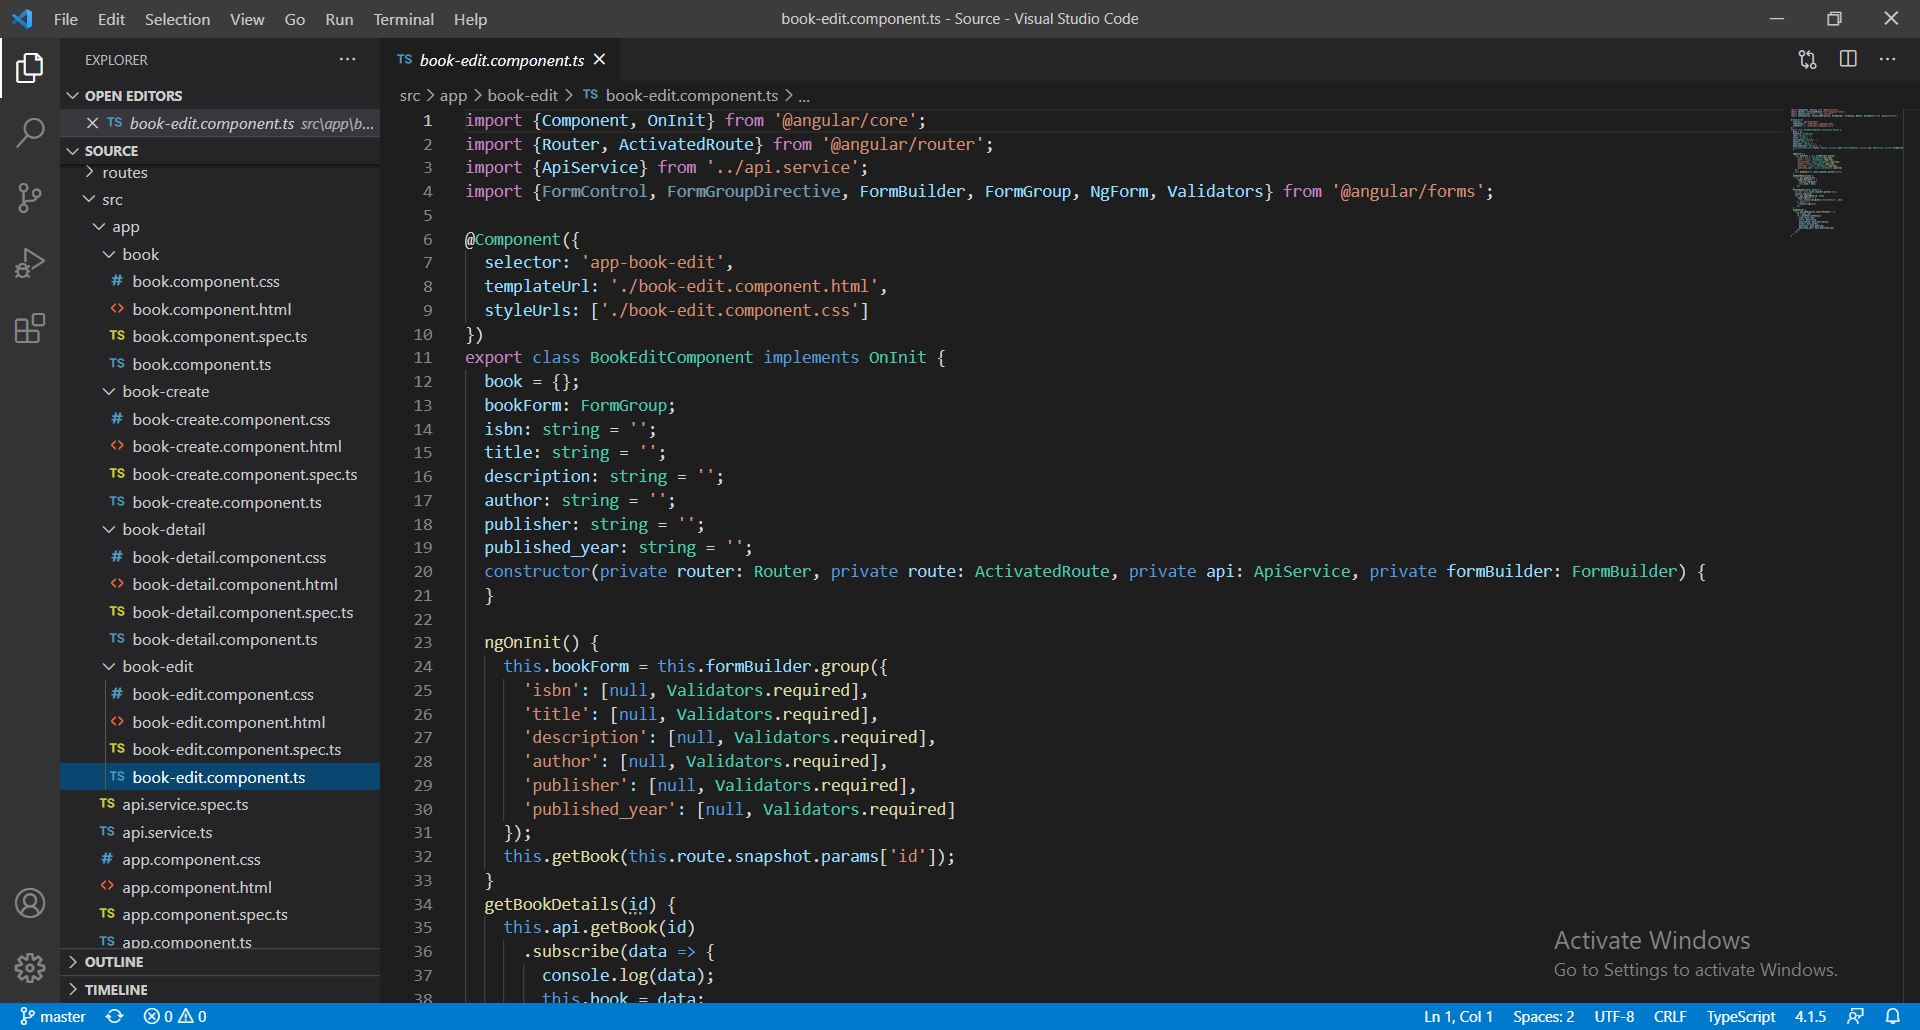 File Edit Selection View Go Run Terminal Help
book-edit.component.ts - Source - Visual Studio Code
EXPLORER
OPEN EDITORS
TS book-edit.component.ts src\app\b...
SOURCE
routes
src
app
book
# book.component.css
<> book.component.html
TS book.component.spec.ts
TS book.component.ts
book-create
# book-create.component.css
<> book-create.component.html
TS book-create.component.spec.ts
TS book-create.component.ts
book-detail
# book-detail.component.css
<> book-detail.component.html
TS book-detail.component.spec.ts
TS book-detail.component.ts
book-edit
# book-edit.component.css
<> book-edit.component.html
TS book-edit.component.spec.ts
TS book-edit.component.ts
TS api.service.spec.ts
TS api.service.ts
# app.component.css
<> app.component.html
TS app.component.spec.ts
TS app.component.ts
OUTLINE
TIMELINE
TS book-edit.component.ts
src > app > book-edit > TS book-edit.component.ts > ...
1 import {Component, OnInit} from '@angular/core';
2 import {Router, ActivatedRoute} from '@angular/router';
3 import {ApiService} from '../api.service';
4 import {FormControl, FormGroupDirective, FormBuilder, FormGroup, NgForm, Validators} from '@angular/forms';
5
6 @Component({
7   selector: 'app-book-edit',
8   templateUrl: './book-edit.component.html',
9   styleUrls: ['./book-edit.component.css']
10 })
11 export class BookEditComponent implements OnInit {
12   book = {};
13   bookForm: FormGroup;
14   isbn: string = '';
15   title: string = '';
16   description: string = '';
17   author: string = '';
18   publisher: string = '';
19   published_year: string = '';
20   constructor(private router: Router, private route: ActivatedRoute, private api: ApiService, private formBuilder: FormBuilder) {
21   }
22
23   ngOnInit() {
24     this.bookForm = this.formBuilder.group({
25       'isbn': [null, Validators.required],
26       'title': [null, Validators.required],
27       'description': [null, Validators.required],
28       'author': [null, Validators.required],
29       'publisher': [null, Validators.required],
30       'published_year': [null, Validators.required]
31     });
32     this.getBook(this.route.snapshot.params['id']);
33   }
34   getBookDetails(id) {
35     this.api.getBook(id)
36       .subscribe(data => {
37         console.log(data);
38         this.book = data;
Activate Windows
Go to Settings to activate Windows.
master 0 0
Ln 1, Col 1 Spaces: 2 UTF-8 CRLF TypeScript 4.1.5